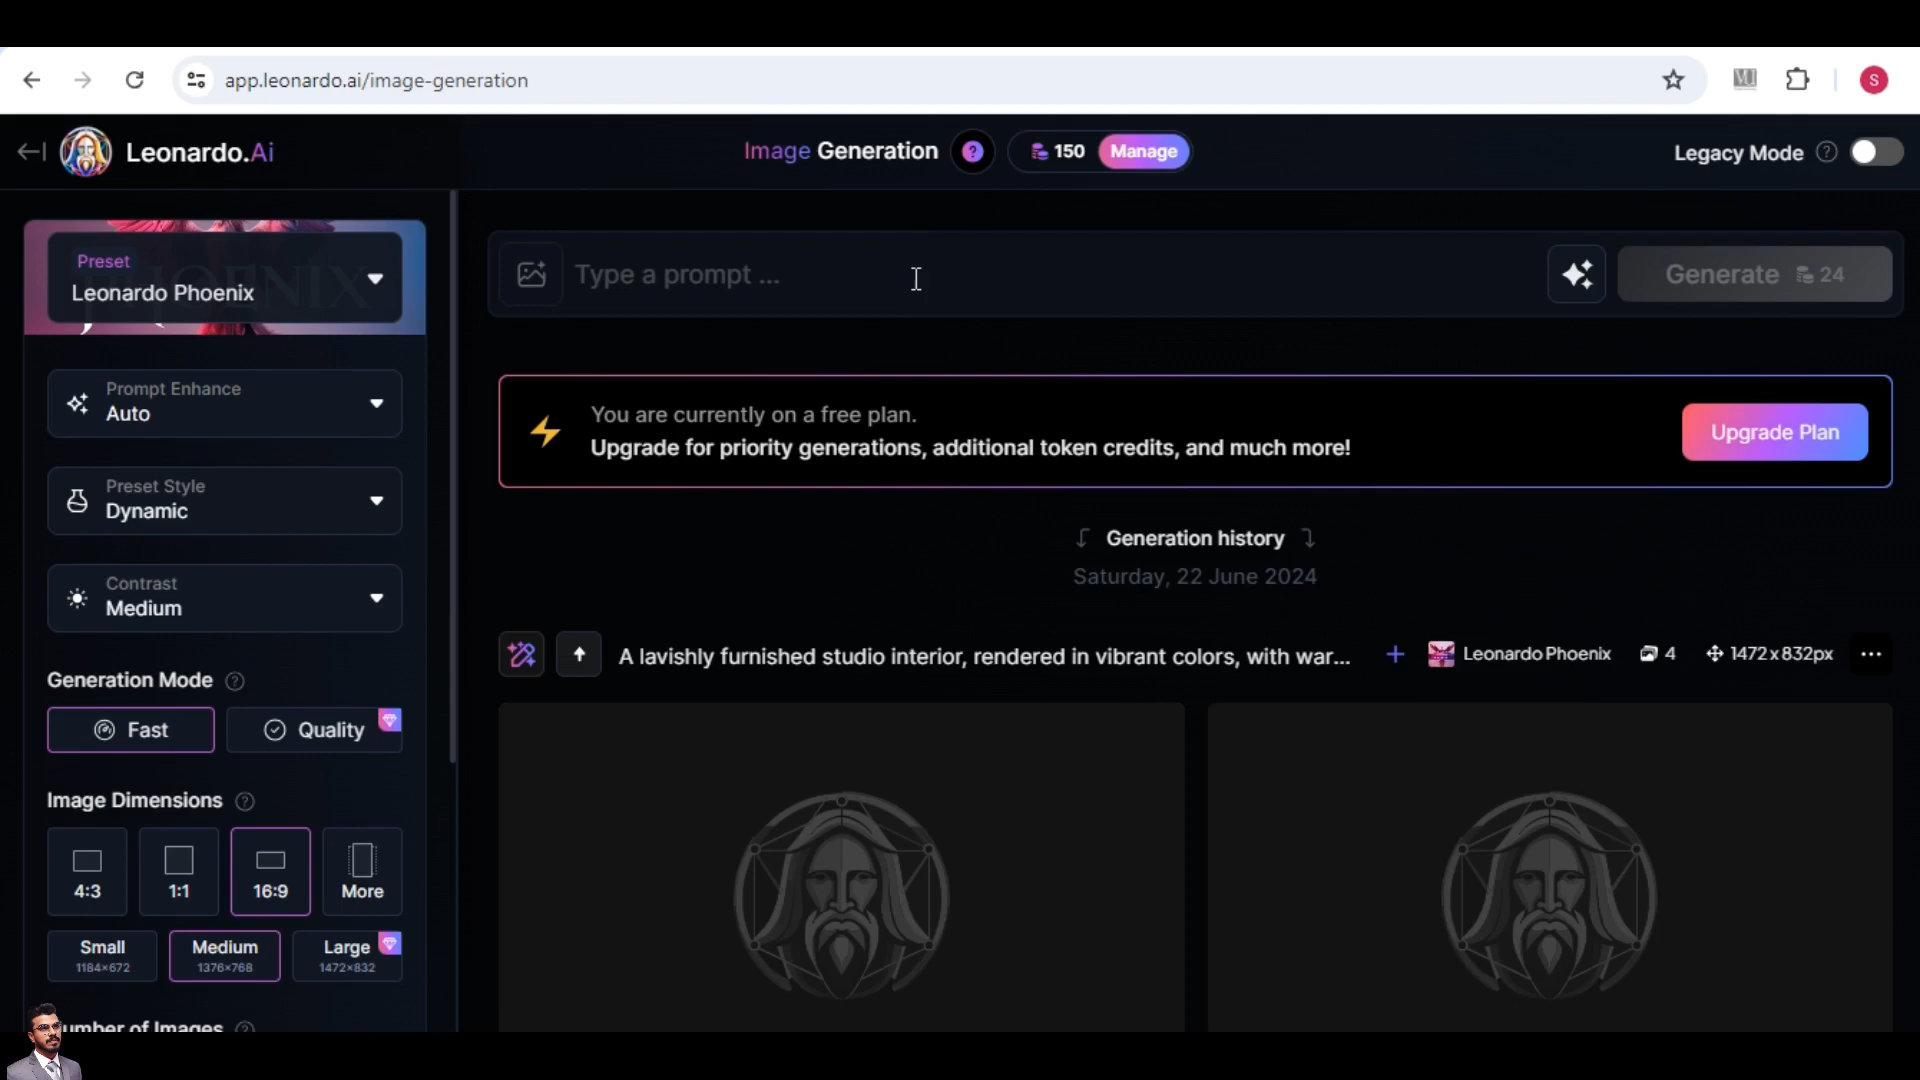 app.leonardo.ai/image-generation
S
Leonardo.Ai
Image Generation
?
150
Manage
Legacy Mode
?
Preset
Leonardo Phoenix
Type a prompt ...
Generate 24
Prompt Enhance
Auto
You are currently on a free plan.
Upgrade for priority generations, additional token credits, and much more!
Upgrade Plan
Preset Style
Dynamic
Generation history
Saturday, 22 June 2024
Contrast
Medium
A lavishly furnished studio interior, rendered in vibrant colors, with war...
Leonardo Phoenix
4
1472x832px
Generation Mode ?
Fast
Quality
Image Dimensions ?
4:3
1:1
16:9
More
Small
1184×672
Medium
1376×768
Large
1472×832
Number of Images ?